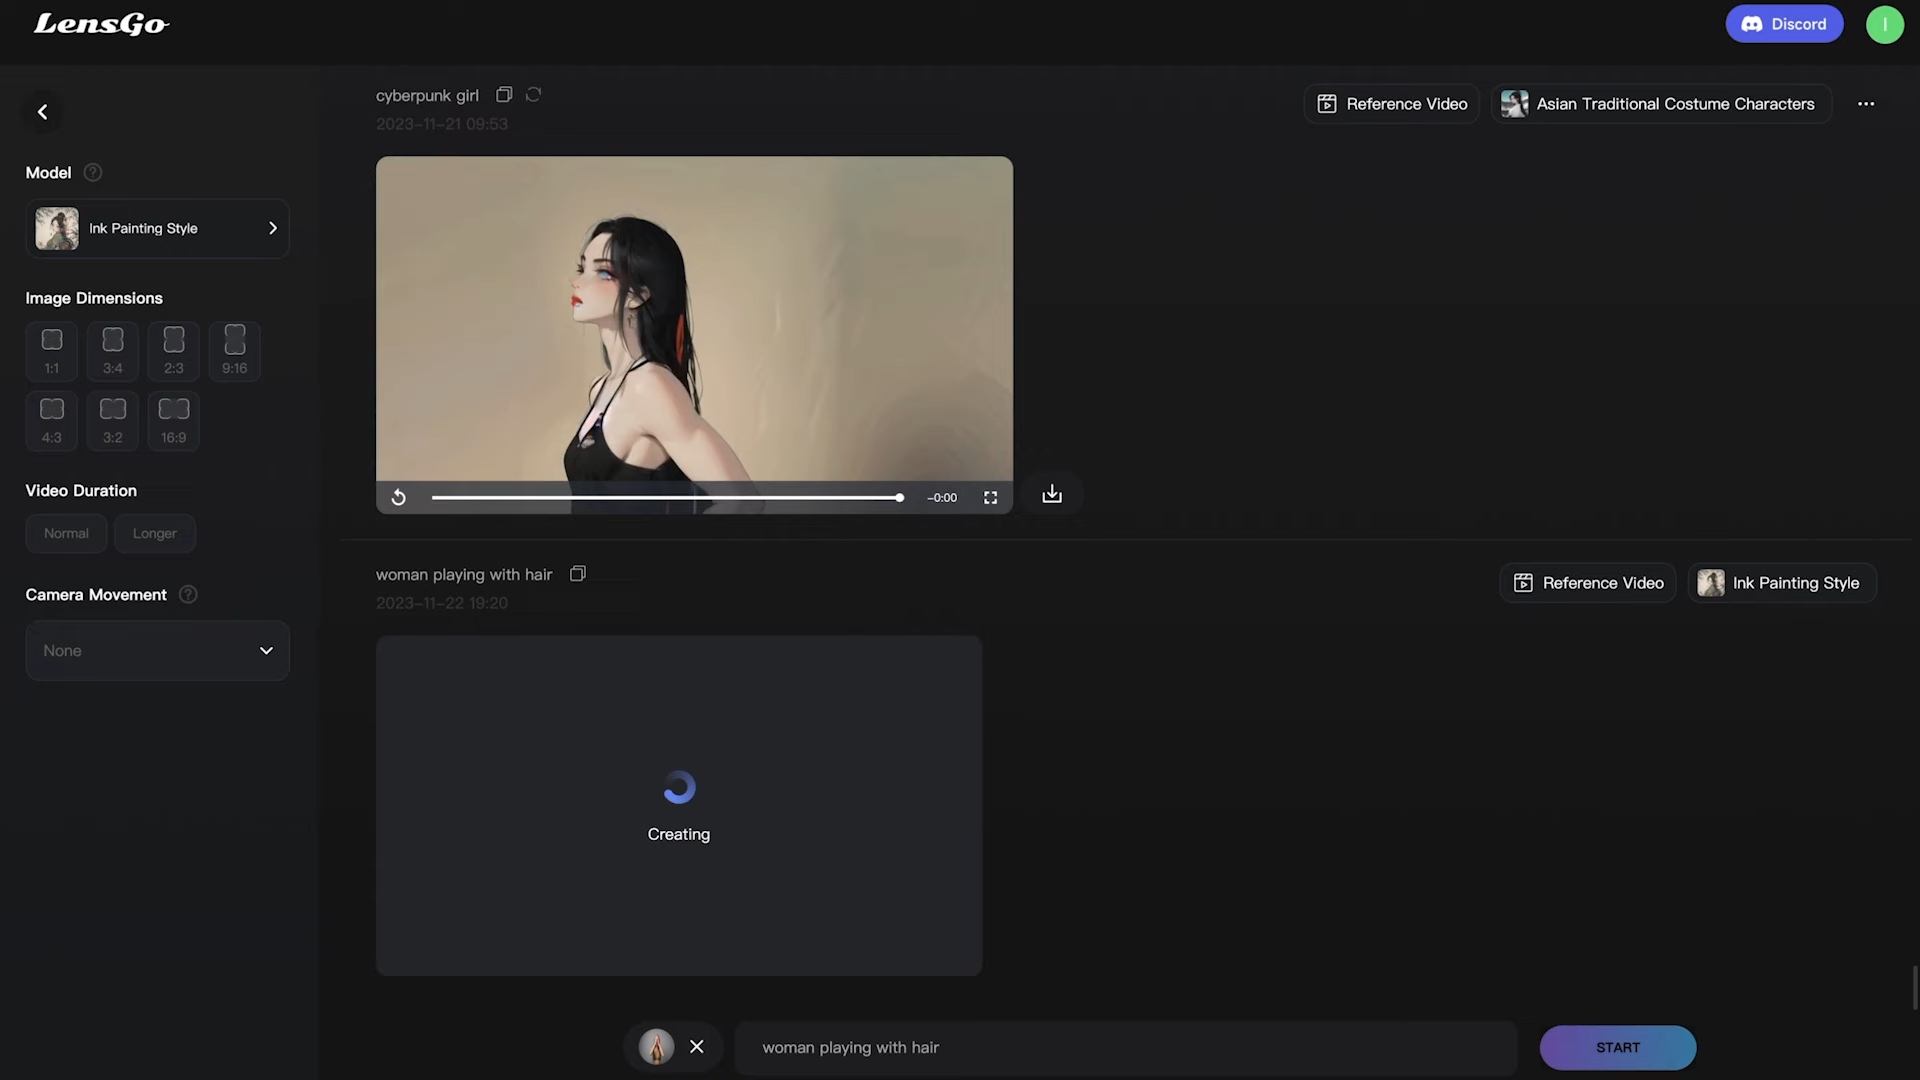 LensGo
Discord
I
cyberpunk girl
2023-11-21 09:53
Reference Video
Asian Traditional Costume Characters
Model
Ink Painting Style
Image Dimensions
1:1
3:4
2:3
9:16
4:3
3:2
16:9
Video Duration
Normal
Longer
Camera Movement
None
-0:00
woman playing with hair
2023-11-22 19:20
Reference Video
Ink Painting Style
Creating
woman playing with hair
START